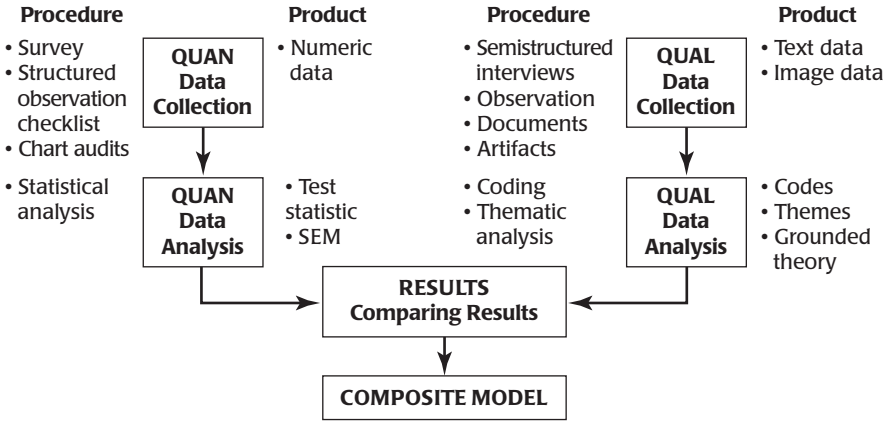 Procedure
• Survey
• Structured
observation
checklist
• Chart audits
• Statistical
analysis
QUAN
Data
Collection
QUAN
Data
Analysis
Product
• Numeric
data
• Test
statistic
• SEM
Procedure
• Semistructured
interviews
• Observation
• Documents
• Artifacts
• Coding
• Thematic
analysis
QUAL
Data
Collection
QUAL
Data
Analysis
Product
• Text data
• Image data
• Codes
• Themes
• Grounded
theory
RESULTS
Comparing Results
COMPOSITE MODEL